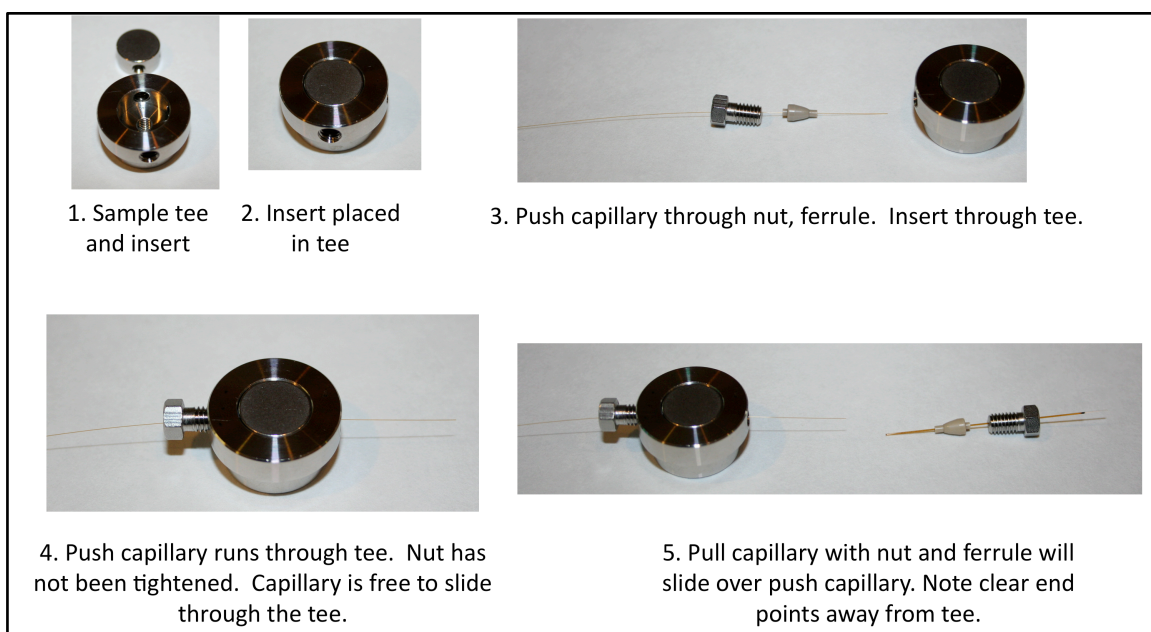 1. Sample tee
and insert
2. Insert placed
in tee
3. Push capillary through nut, ferrule.  Insert through tee.
4. Push capillary runs through tee.  Nut has
not been tightened.  Capillary is free to slide
through the tee.
5. Pull capillary with nut and ferrule will
slide over push capillary. Note clear end
points away from tee.